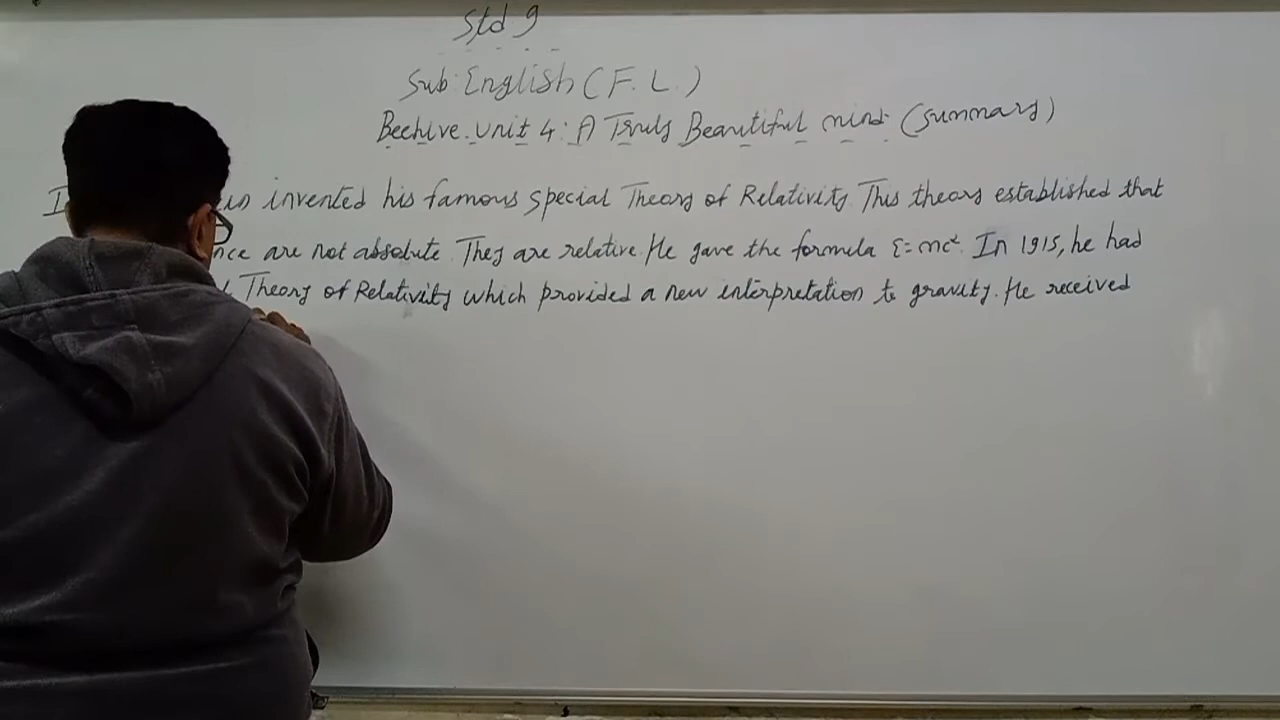 Std 9
Sub: English (F.L.)
Beehive. Unit 4: A Truly Beautiful mind. (Summary)
invented his famous special Theory of Relativity. This theory established that
are not absolute. They are relative. He gave the formula E=mc². In 1915, he had
Theory of Relativity which provided a new interpretation to gravity. He received